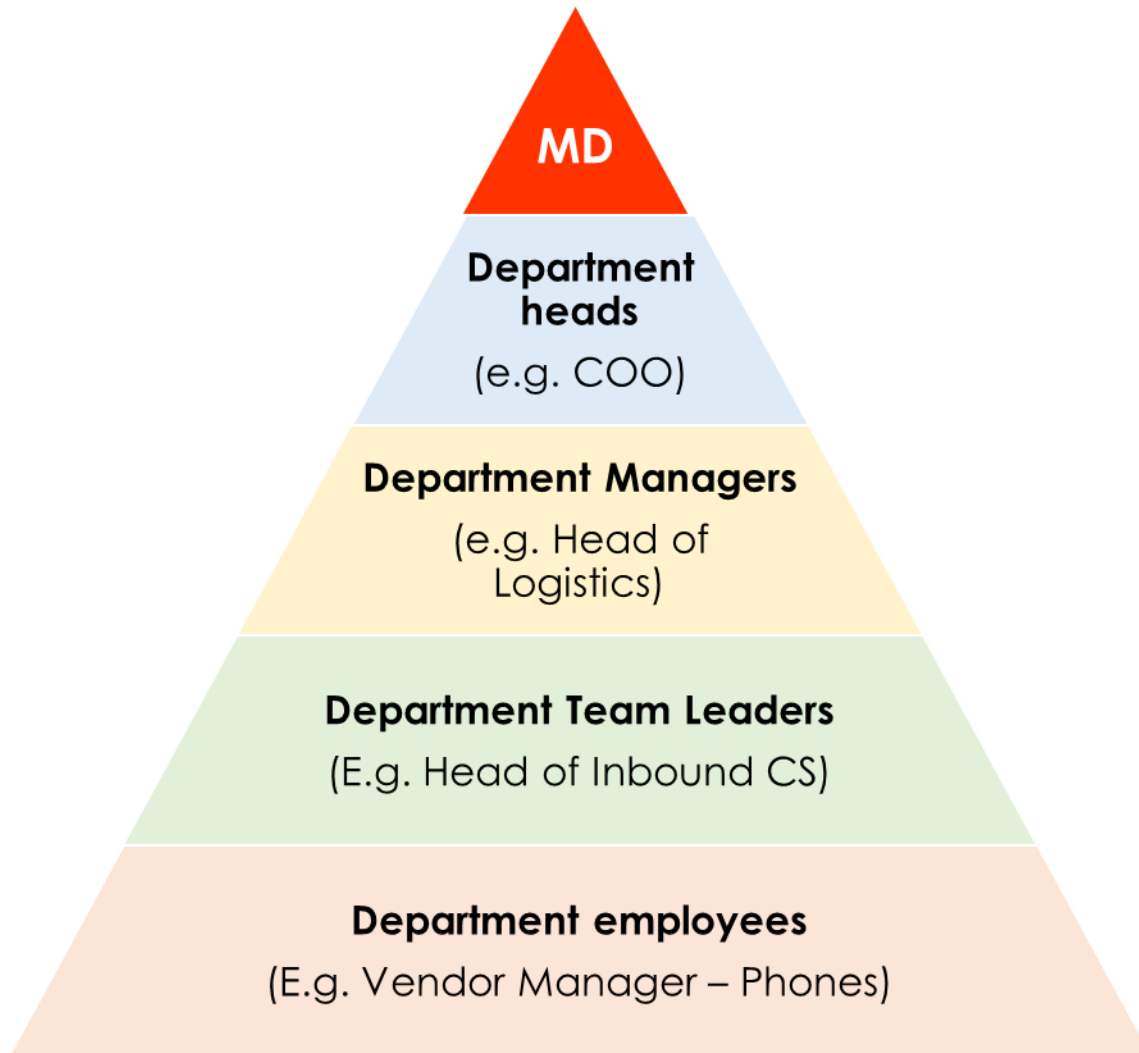 MD
Department
heads
(e.g. COO)
Department Managers
(e.g. Head of
Logistics)
Department Team Leaders
(E.g. Head of Inbound CS)
Department employees
(E.g. Vendor Manager – Phones)